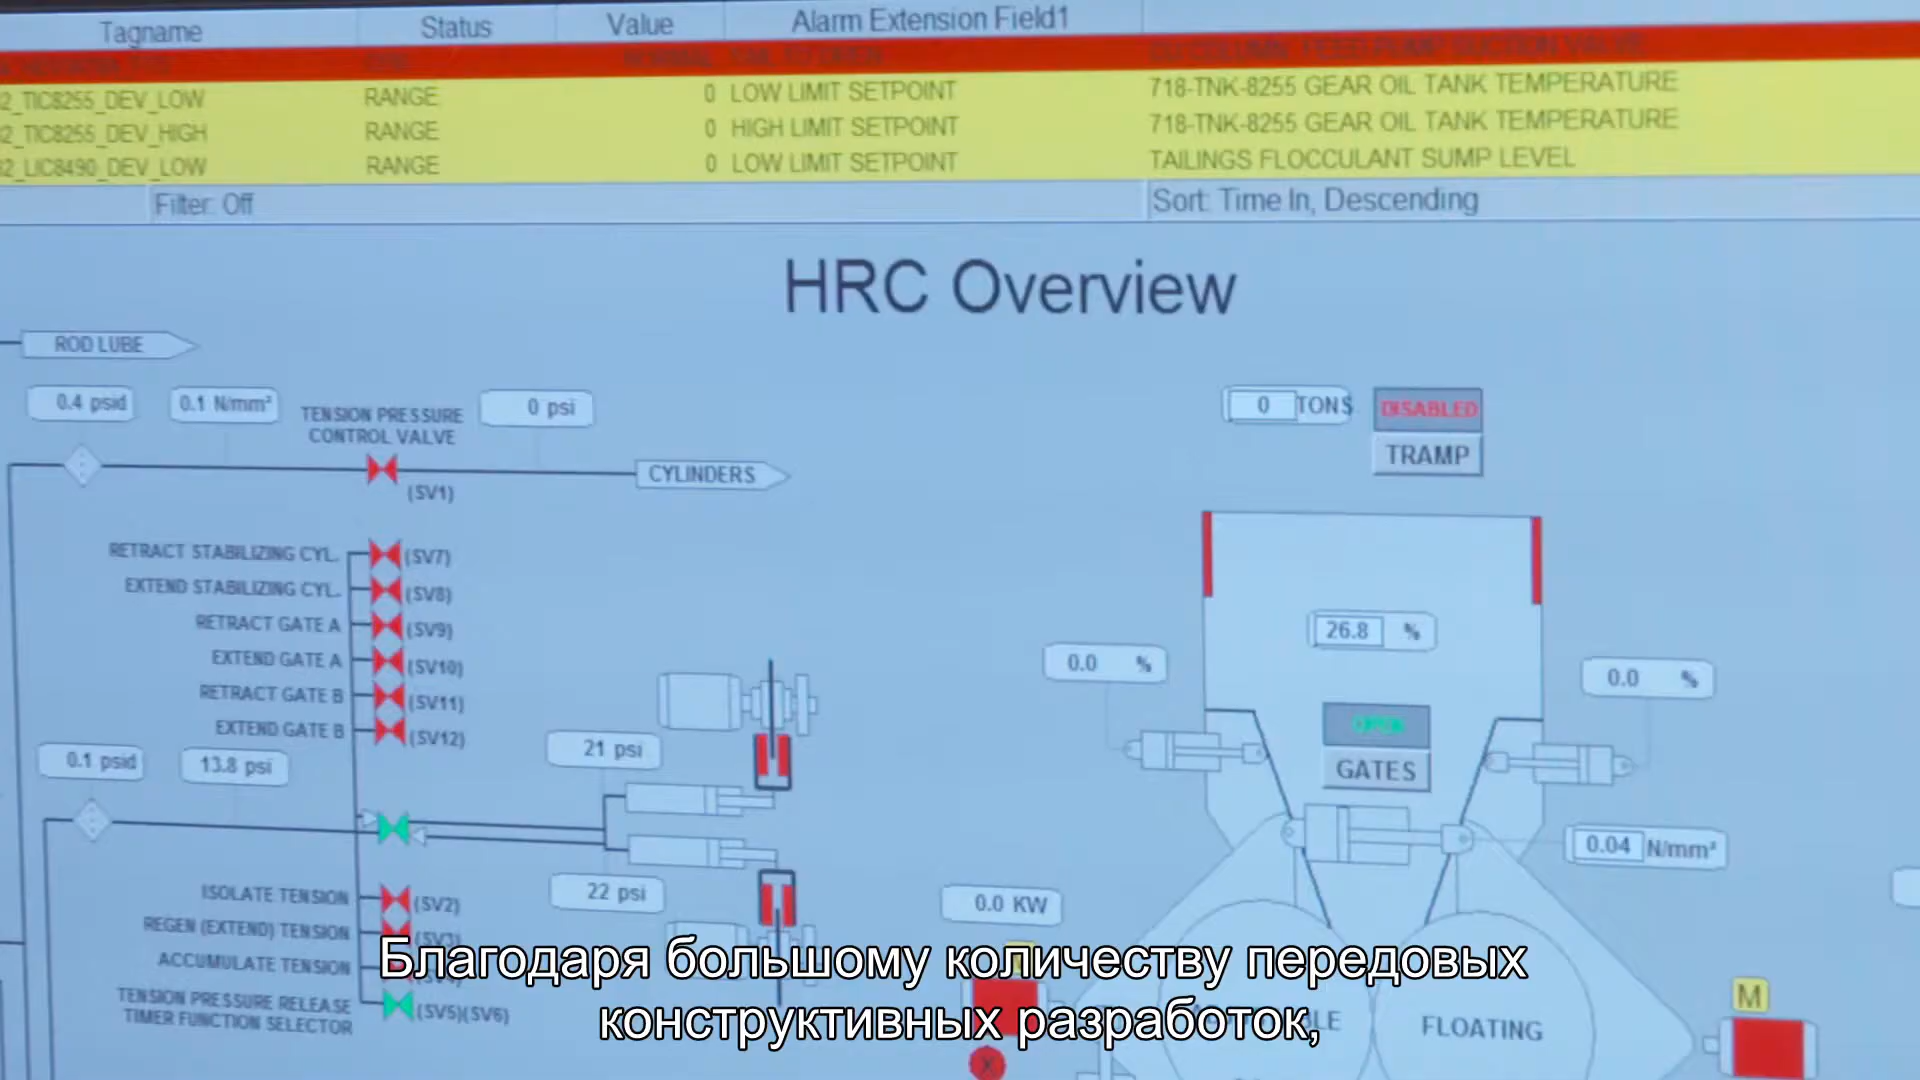 Tagname Status Value Alarm Extension Field1
2_TIC8255_DEV_LOW RANGE 0 LOW LIMIT SETPOINT 718-TNK-8255 GEAR OIL TANK TEMPERATURE
2_TIC8255_DEV_HIGH RANGE 0 HIGH LIMIT SETPOINT 718-TNK-8255 GEAR OIL TANK TEMPERATURE
2_LIC8490_DEV_LOW RANGE 0 LOW LIMIT SETPOINT TAILINGS FLOCCULANT SUMP LEVEL
Filter: Off Sort: Time In, Descending
HRC Overview
ROD LUBE
0.4 psid 0.1 N/mm²
TENSION PRESSURE
CONTROL VALVE
0 psi
0 TONS DISABLED
TRAMP
CYLINDERS
(SV1)
RETRACT STABILIZING CYL. (SV7)
EXTEND STABILIZING CYL. (SV8)
RETRACT GATE A (SV9)
EXTEND GATE A (SV10)
RETRACT GATE B (SV11)
EXTEND GATE B (SV12)
26.8 %
0.0 %
0.0 %
OPEN
GATES
0.1 psid 13.8 psi
21 psi
0.04 N/mm²
22 psi
0.0 KW
ISOLATE TENSION (SV2)
REGEN (EXTEND) TENSION (SV3)
ACCUMULATE TENSION
TENSION PRESSURE RELEASE
TIMER FUNCTION SELECTOR
(SV5)(SV6)
M
FLOATING
X
Благодаря большому количеству передовых
конструктивных разработок,